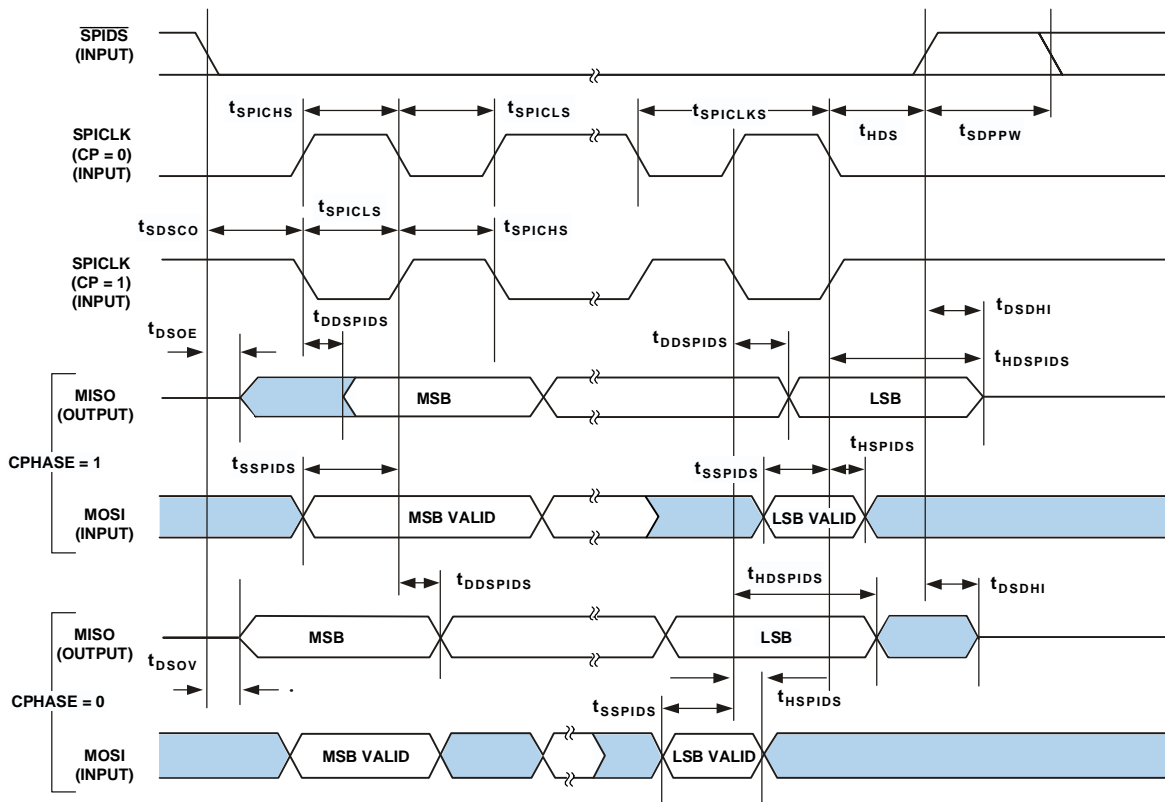 SPIDS
(INPUT)
tSPICHS
tSPICLS
tSPICLKS
tHDS
tSDPPW
SPICLK
(CP = 0)
(INPUT)
tSPICLS
tSDSCO
tSPICHS
SPICLK
(CP = 1)
(INPUT)
tDSOE
tDDSPIDS
tDDSPIDS
tDSDHI
tHDSPIDS
MISO
(OUTPUT)
MSB
LSB
CPHASE = 1
tSSPIDS
tSSPIDS
tHSPIDS
MOSI
(INPUT)
MSB VALID
LSB VALID
tDDSPIDS
tHDSPIDS
tDSDHI
MISO
(OUTPUT)
MSB
LSB
tDSOV
CPHASE = 0
tSSPIDS
tHSPIDS
MOSI
(INPUT)
MSB VALID
LSB VALID